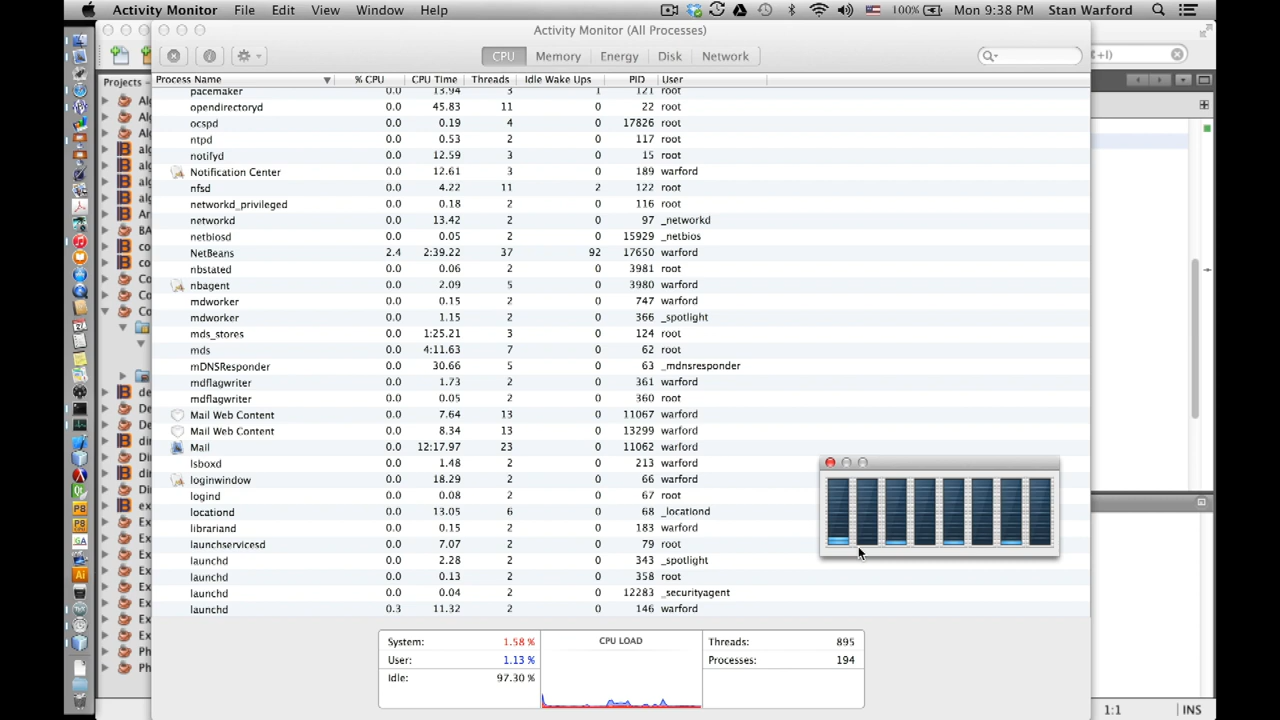 Activity Monitor File Edit View Window Help 100% Mon 9:38 PM Stan Warford
Activity Monitor (All Processes)
CPU Memory Energy Disk Network
Process Name % CPU CPU Time Threads Idle Wake Ups PID User
pacemaker 0.0 13.94 3 1 121 root
opendirectoryd 0.0 45.83 11 0 22 root
ocspd 0.0 0.19 4 0 17826 root
ntpd 0.0 0.53 2 0 117 root
notifyd 0.0 12.59 3 0 15 root
Notification Center 0.0 12.61 3 0 189 warford
nfsd 0.0 4.22 11 2 122 root
networkd_privileged 0.0 0.18 2 0 116 root
networkd 0.0 13.42 2 0 97 _networkd
netbiosd 0.0 0.05 2 0 15929 _netbios
NetBeans 2.4 2:39.22 37 92 17650 warford
nbstated 0.0 0.06 2 0 3981 root
nbagent 0.0 2.09 5 0 3980 warford
mdworker 0.0 0.15 2 0 747 warford
mdworker 0.0 1.15 2 0 366 _spotlight
mds_stores 0.0 1:25.21 3 0 124 root
mds 0.0 4:11.63 7 0 62 root
mDNSResponder 0.0 30.66 5 0 63 _mdnsresponder
mdflagwriter 0.0 1.73 2 0 361 warford
mdflagwriter 0.0 0.05 2 0 360 root
Mail Web Content 0.0 7.64 13 0 11067 warford
Mail Web Content 0.0 8.34 13 0 13299 warford
Mail 0.0 12:17.97 23 0 11062 warford
lsboxd 0.0 1.48 2 0 213 warford
loginwindow 0.0 18.29 2 0 66 warford
logind 0.0 0.08 2 0 67 root
locationd 0.0 13.05 6 0 68 _locationd
librariand 0.0 0.15 2 0 183 warford
launchservicesd 0.0 7.07 2 0 79 root
launchd 0.0 2.28 2 0 343 _spotlight
launchd 0.0 0.13 2 0 358 root
launchd 0.0 0.04 2 0 12283 _securityagent
launchd 0.3 11.32 2 0 146 warford
System: 1.58 % CPU LOAD Threads: 895
User: 1.13 % Processes: 194
Idle: 97.30 %
Projects
1:1 INS